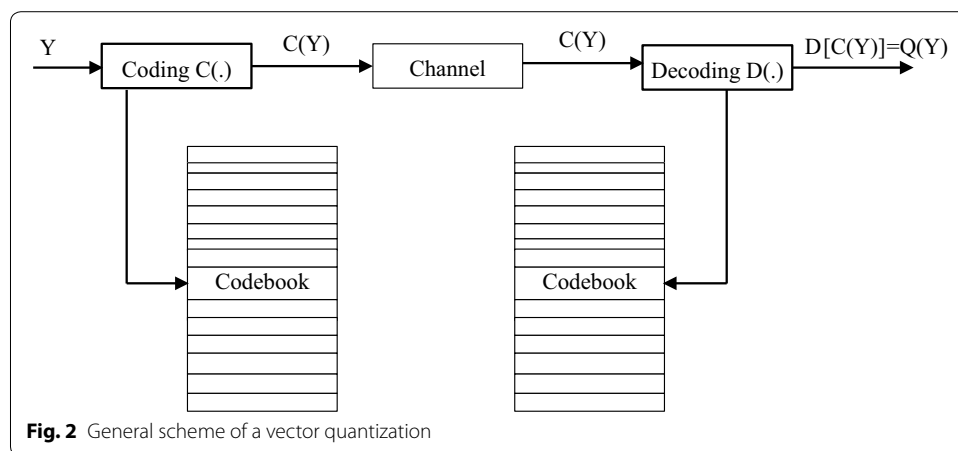 Y
C(Y)
C(Y)
D[C(Y)]=Q(Y)
Coding C(.)
Channel
Decoding D(.)
Codebook
Codebook
Fig. 2 General scheme of a vector quantization